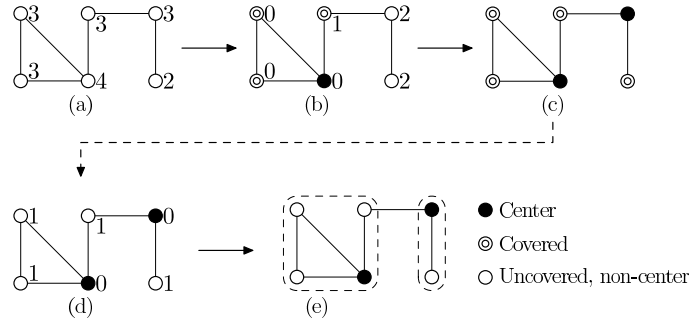 3 3 3
3 4 2
(a)
0 1 2
0 0 2
(b)
(c)
1 1 0
1 0 1
(d)
(e)
Center
Covered
Uncovered, non-center